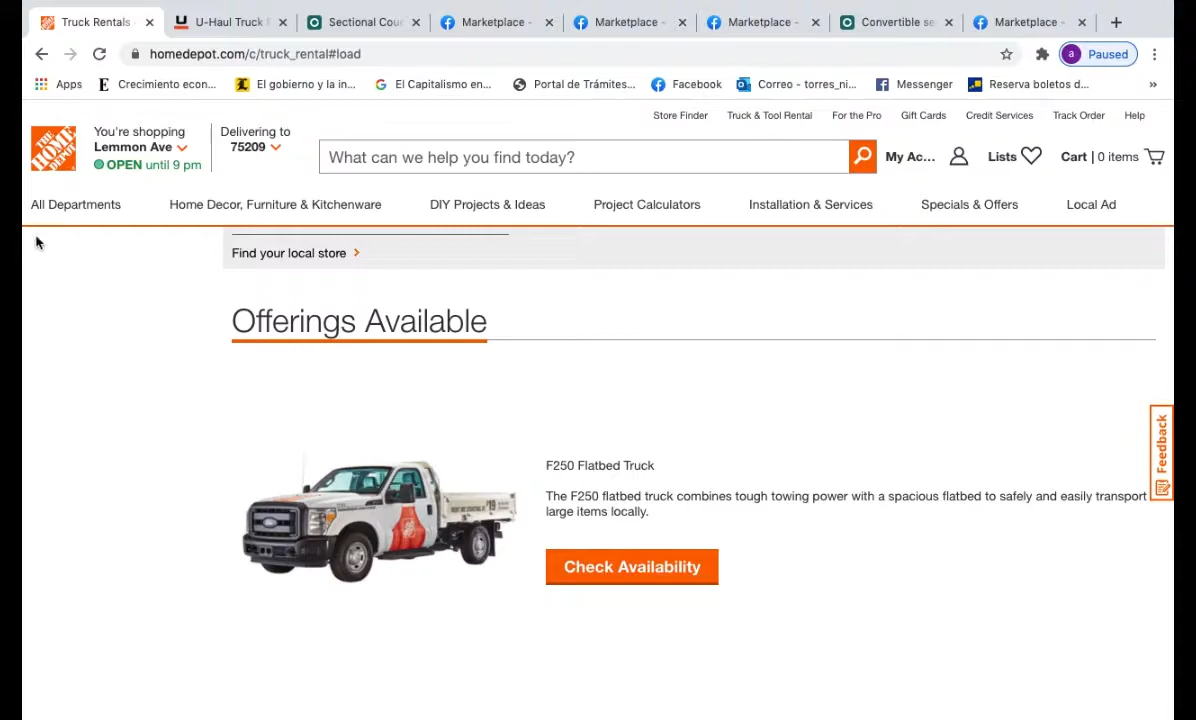 Truck Rentals
U-Haul Truck
Sectional Cou
Marketplace -
Marketplace -
Marketplace -
Convertible se
Marketplace -
homedepot.com/c/truck_rental#load
a Paused
Apps
E Crecimiento econ...
El gobierno y la in...
G El Capitalismo en...
Portal de Trámites...
Facebook
Correo - torres_ni...
Messenger
Reserva boletos d...
»
Store Finder
Truck & Tool Rental
For the Pro
Gift Cards
Credit Services
Track Order
Help
THE HOME DEPOT
You're shopping
Lemmon Ave
OPEN until 9 pm
Delivering to
75209
What can we help you find today?
My Ac...
Lists
Cart | 0 items
All Departments
Home Decor, Furniture & Kitchenware
DIY Projects & Ideas
Project Calculators
Installation & Services
Specials & Offers
Local Ad
Find your local store
Offerings Available
Feedback
F250 Flatbed Truck
The F250 flatbed truck combines tough towing power with a spacious flatbed to safely and easily transport
large items locally.
Check Availability